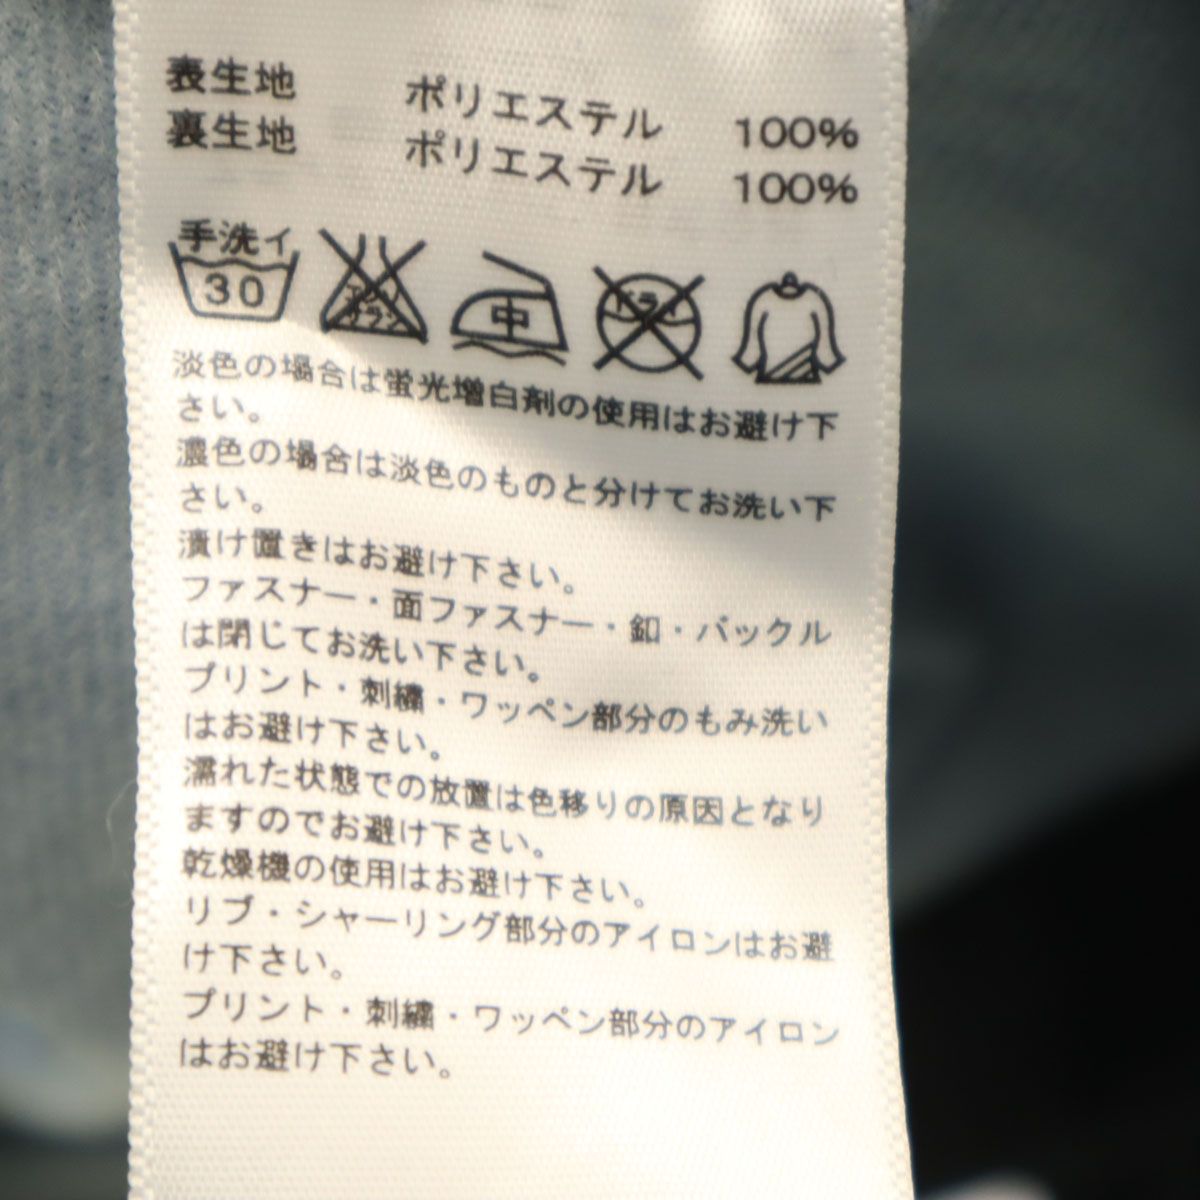 表生地 ポリエステル 100%
裏生地 ポリエステル 100%
手洗イ
30
エンソ
サラシ
中
ドライ
淡色の場合は蛍光増白剤の使用はお避け下
さい。
濃色の場合は淡色のものと分けてお洗い下
さい。
漬け置きはお避け下さい。
ファスナー・面ファスナー・釦・バックル
は閉じてお洗い下さい。
プリント・刺繍・ワッペン部分のもみ洗い
はお避け下さい。
濡れた状態での放置は色移りの原因となり
ますのでお避け下さい。
乾燥機の使用はお避け下さい。
リブ・シャーリング部分のアイロンはお避
け下さい。
プリント・刺繍・ワッペン部分のアイロン
はお避け下さい。